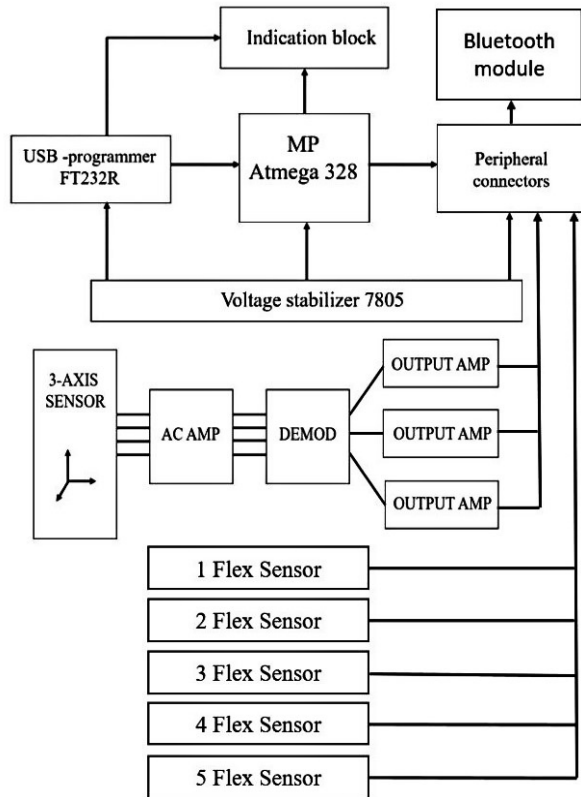 Indication block
Bluetooth
module
USB -programmer
FT232R
MP
Atmega 328
Peripheral
connectors
Voltage stabilizer 7805
3-AXIS
SENSOR
AC AMP
DEMOD
OUTPUT AMP
OUTPUT AMP
OUTPUT AMP
1 Flex Sensor
2 Flex Sensor
3 Flex Sensor
4 Flex Sensor
5 Flex Sensor